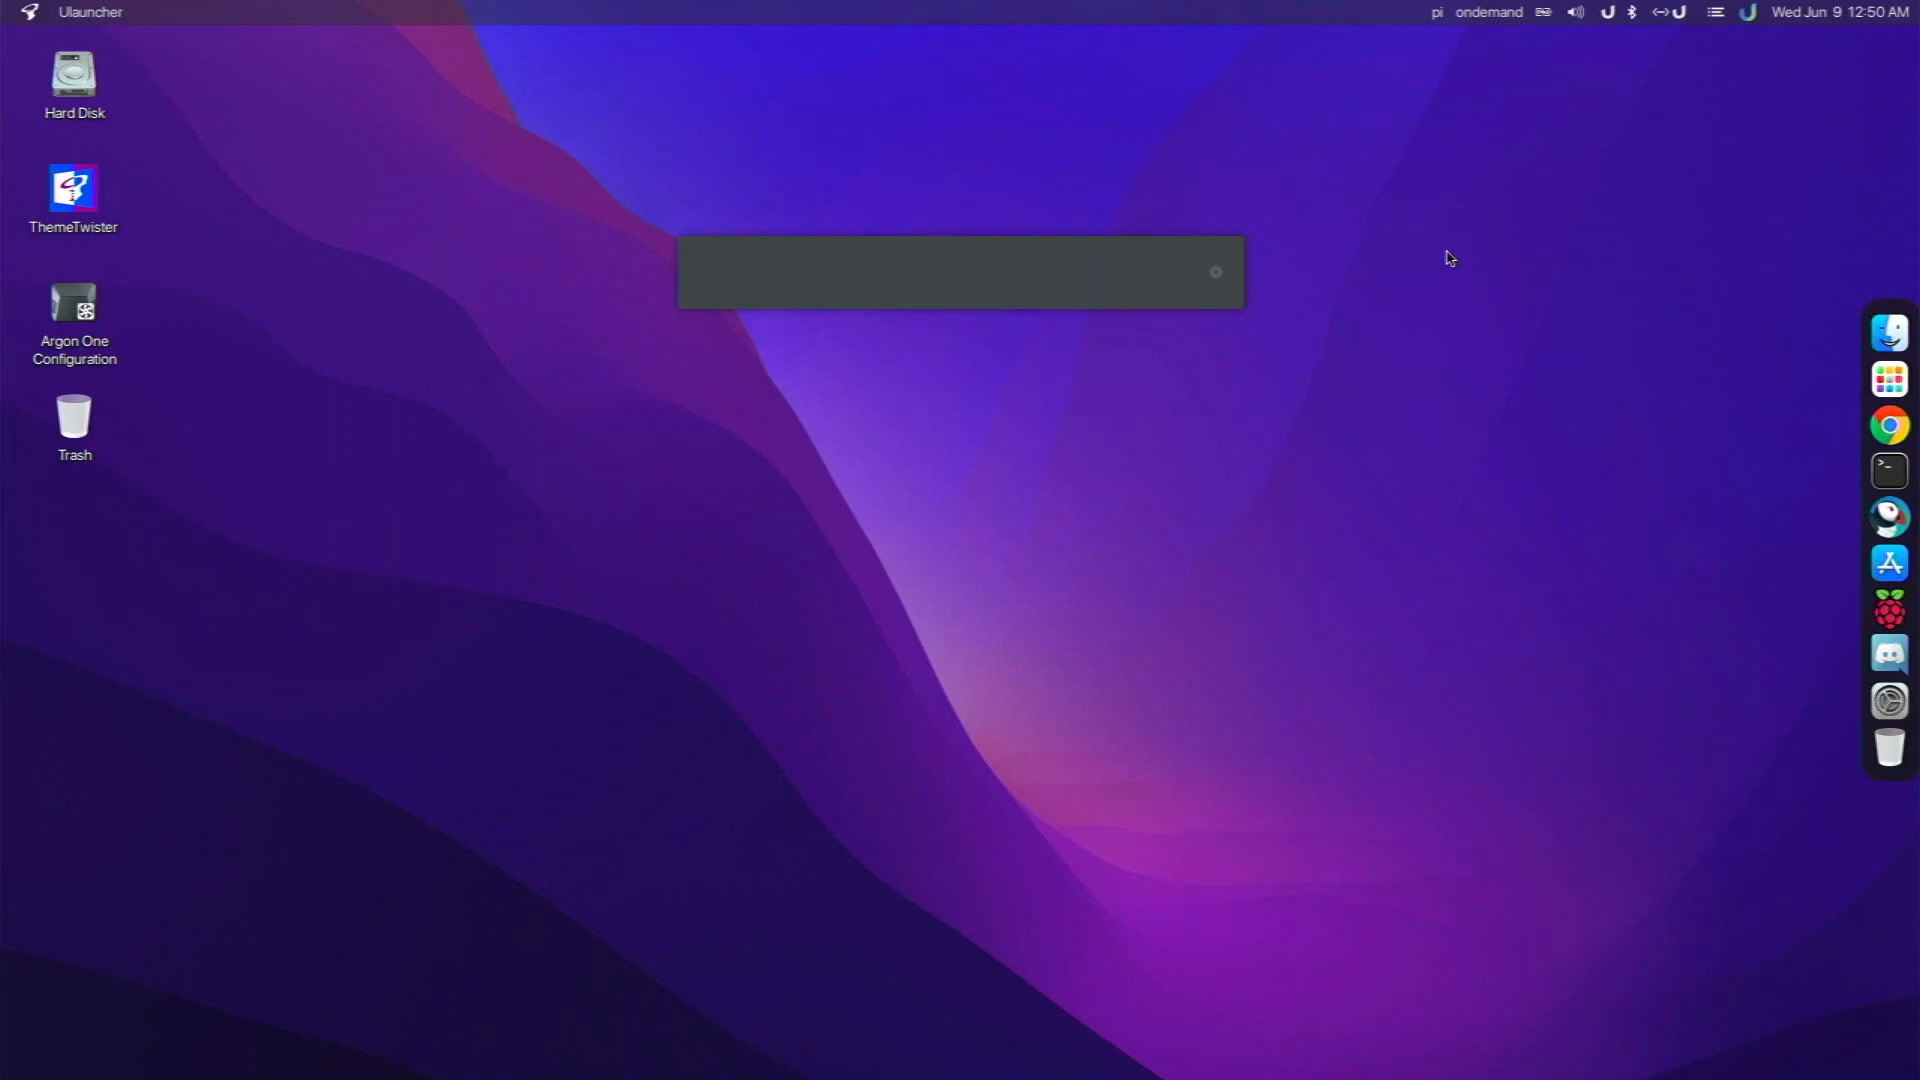 Ulauncher
pi ondemand
Wed Jun 9 12:50 AM
Hard Disk
ThemeTwister
Argon One
Configuration
Trash
>_